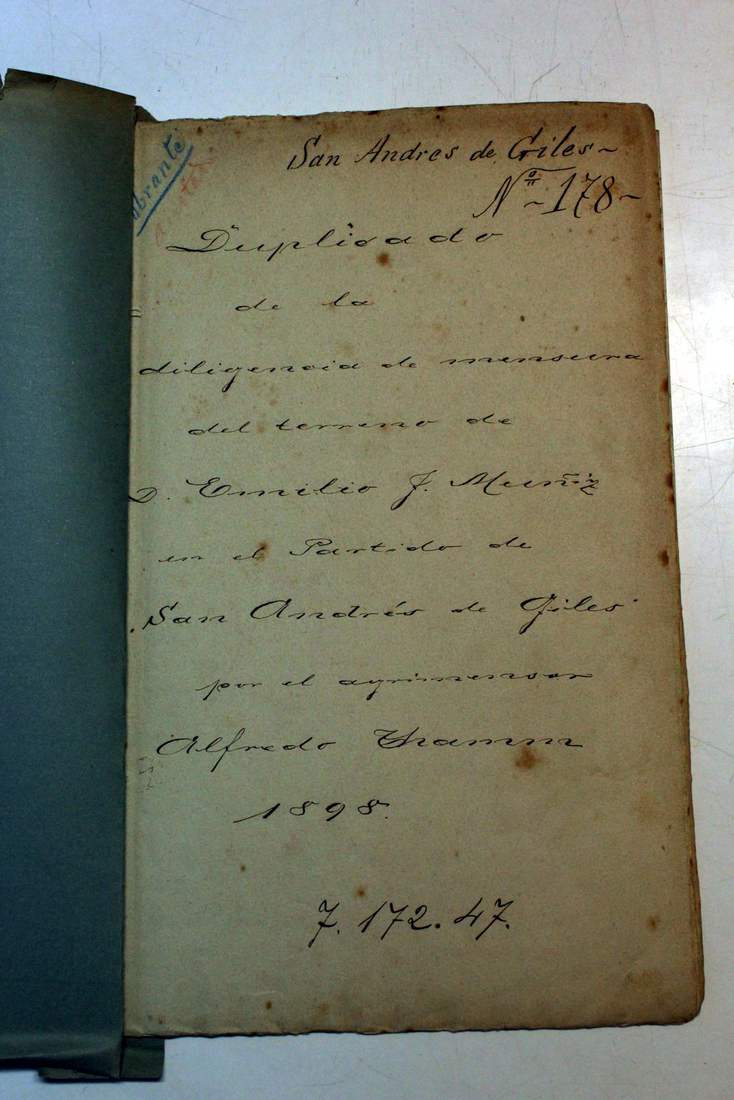 San Andres de Giles ~
Nº ~ 178 ~
Duplicado
de la
diligencia de mensura
del terreno de
D. Emilio J. Muñiz
en el Partido de
San Andrés de Giles
por el agrimensor
Alfredo Thamm
1898.
7.172.47.